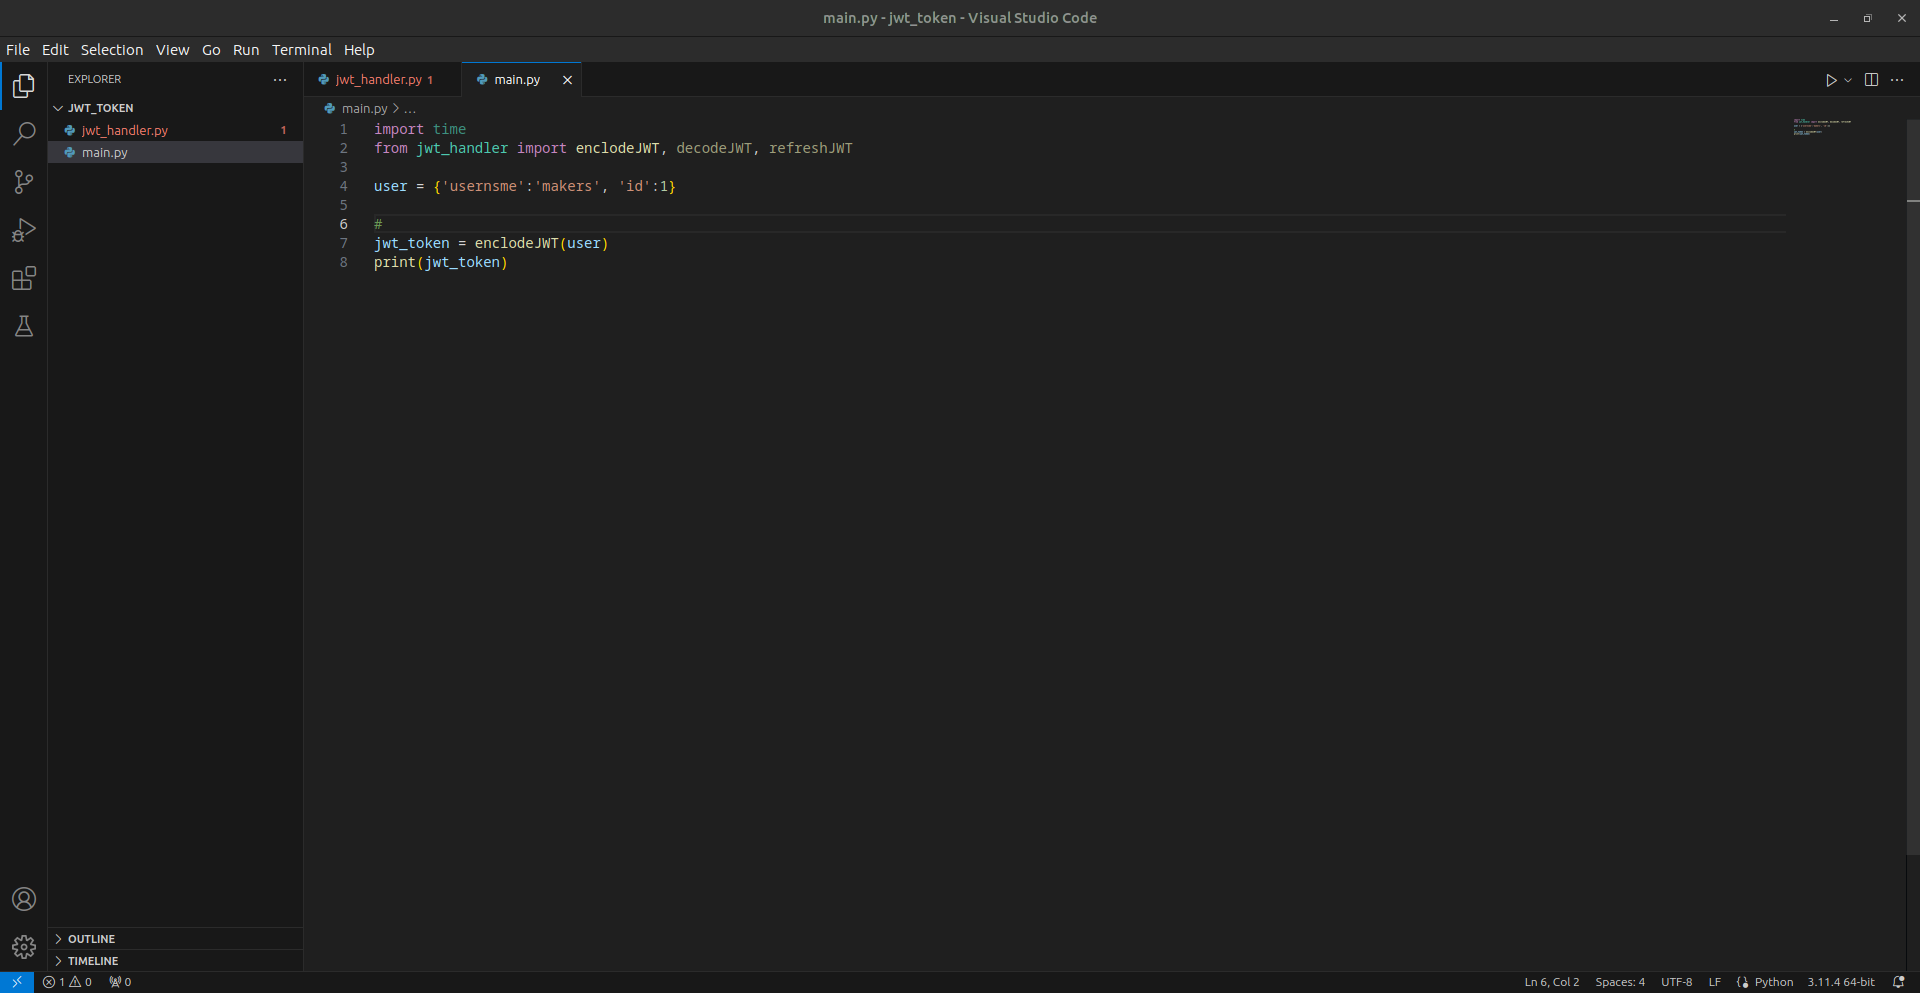 main.py - jwt_token - Visual Studio Code
File Edit Selection View Go Run Terminal Help
EXPLORER
JWT_TOKEN
jwt_handler.py 1
main.py
OUTLINE
TIMELINE
jwt_handler.py 1
main.py
main.py > ...
1 import time
2 from jwt_handler import enclodeJWT, decodeJWT, refreshJWT
3
4 user = {'usernsme':'makers', 'id':1}
5
6 #
7 jwt_token = enclodeJWT(user)
8 print(jwt_token)
1 0 0
Ln 6, Col 2 Spaces: 4 UTF-8 LF Python 3.11.4 64-bit